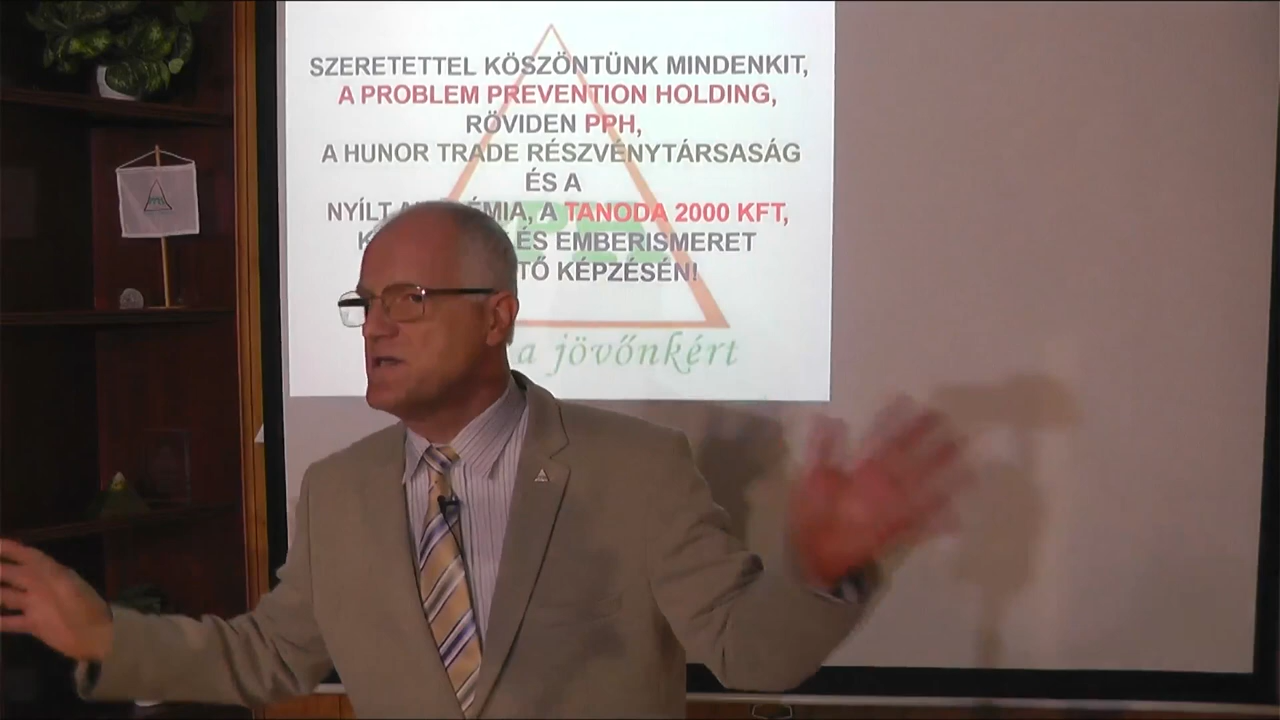 SZERETETTEL KÖSZÖNTÜNK MINDENKIT,
A PROBLEM PREVENTION HOLDING,
RÖVIDEN PPH,
A HUNOR TRADE RÉSZVÉNYTÁRSASÁG
ÉS A
NYÍLT A TANODA 2000 KFT,
ÉS EMBERISMERET
KÉPZÉSÉN!
a jövőnkért